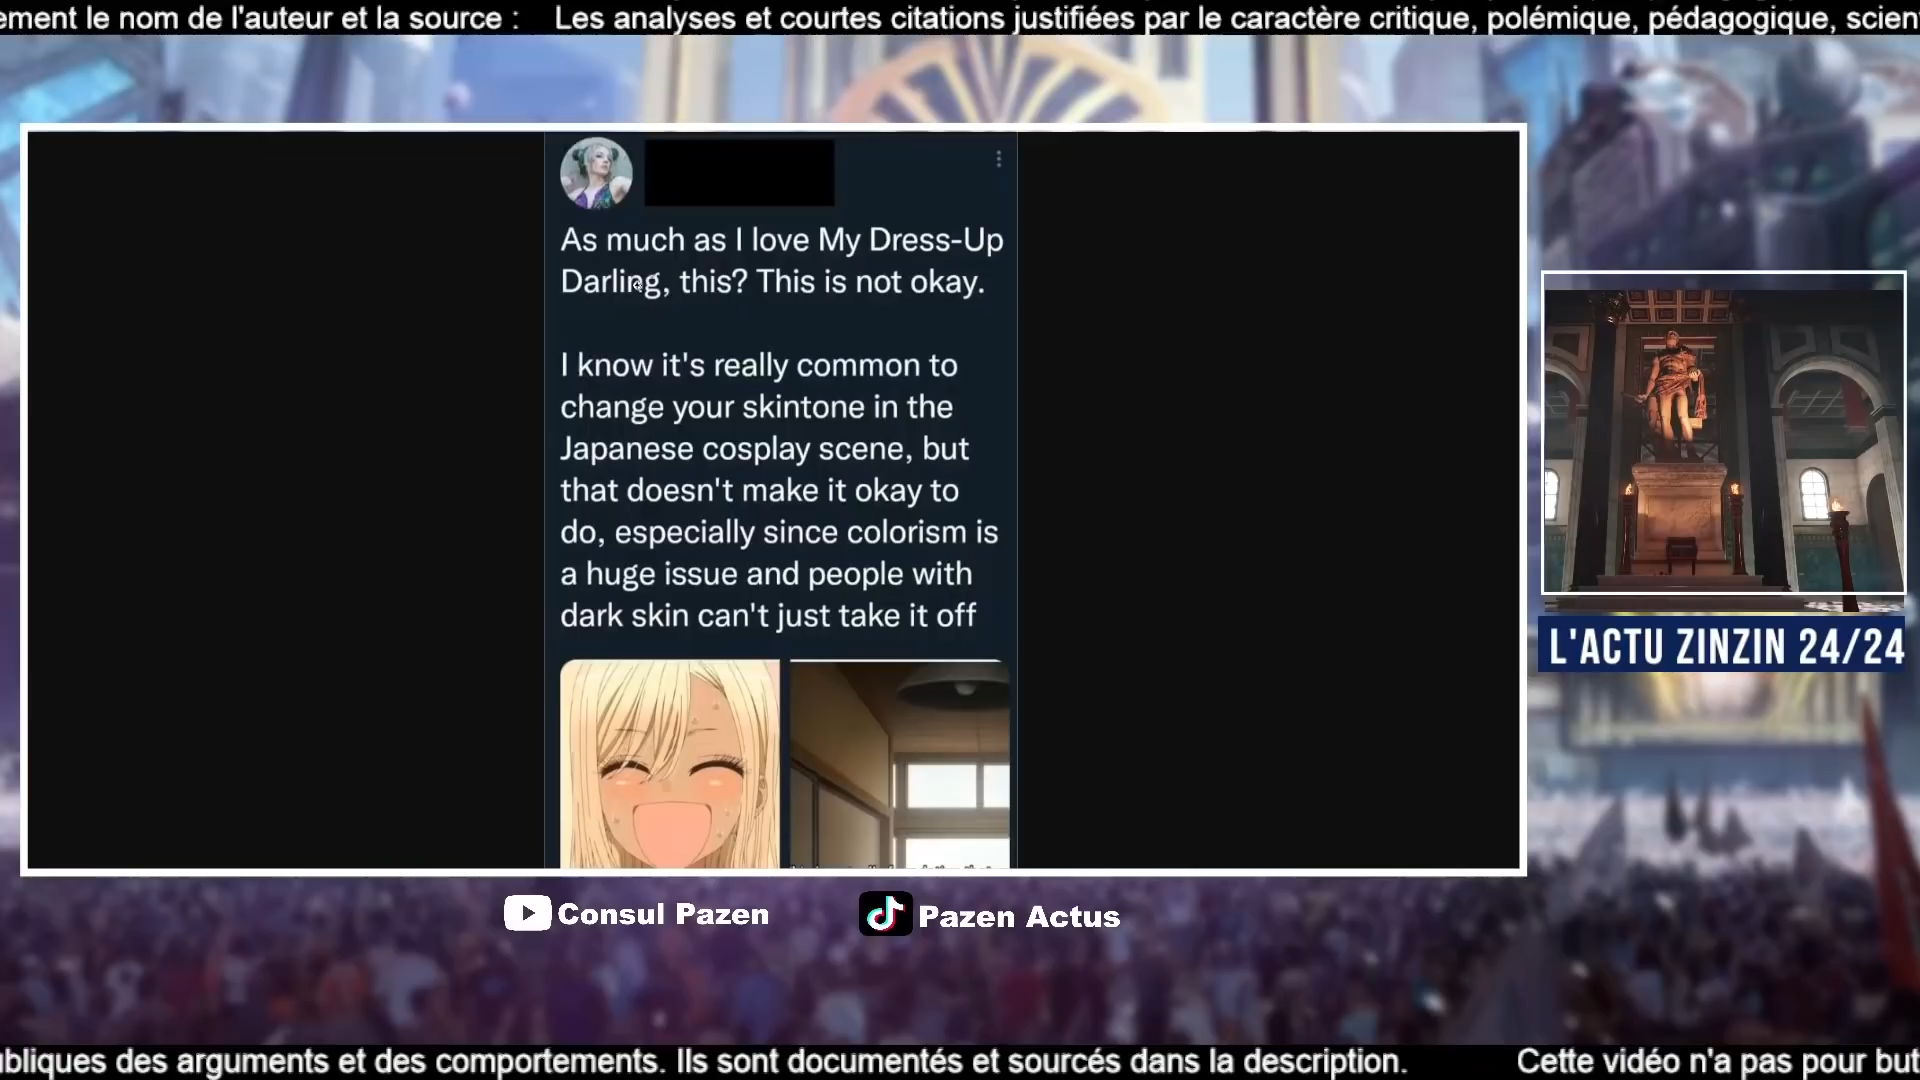 ement le nom de l'auteur et la source :    Les analyses et courtes citations justifiées par le caractère critique, polémique, pédagogique, scien
As much as I love My Dress-Up
Darling, this? This is not okay.
I know it's really common to
change your skintone in the
Japanese cosplay scene, but
that doesn't make it okay to
do, especially since colorism is
a huge issue and people with
dark skin can't just take it off
L'ACTU ZINZIN 24/24
Consul Pazen
Pazen Actus
ubliques des arguments et des comportements. Ils sont documentés et sourcés dans la description.    Cette vidéo n'a pas pour but